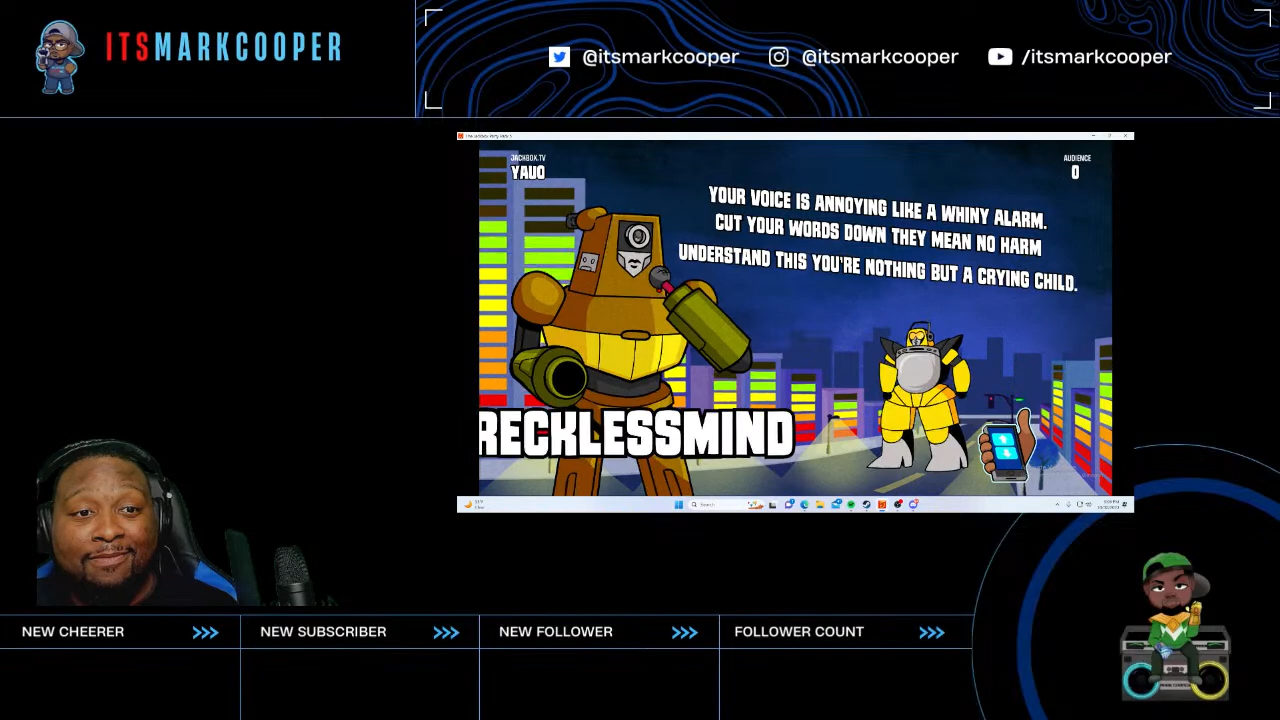 ITSMARKCOOPER
@itsmarkcooper
@itsmarkcooper
/itsmarkcooper
JACKBOX.TV
YAUO
AUDIENCE
0
YOUR VOICE IS ANNOYING LIKE A WHINY ALARM.
CUT YOUR WORDS DOWN THEY MEAN NO HARM
UNDERSTAND THIS YOU'RE NOTHING BUT A CRYING CHILD.
RECKLESSMIND
Search
NEW CHEERER >>>
NEW SUBSCRIBER >>>
NEW FOLLOWER >>>
FOLLOWER COUNT >>>